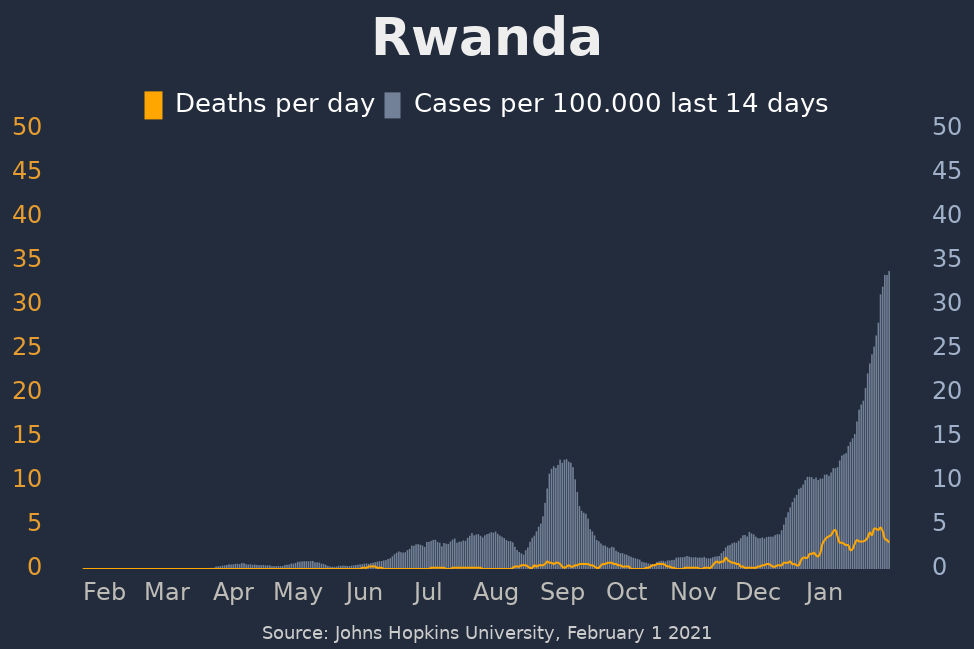 Rwanda
Deaths per day Cases per 100.000 last 14 days
50 50
45 45
40 40
35 35
30 30
25 25
20 20
15 15
10 10
5 5
0 0
Feb Mar Apr May Jun Jul Aug Sep Oct Nov Dec Jan
Source: Johns Hopkins University, February 1 2021